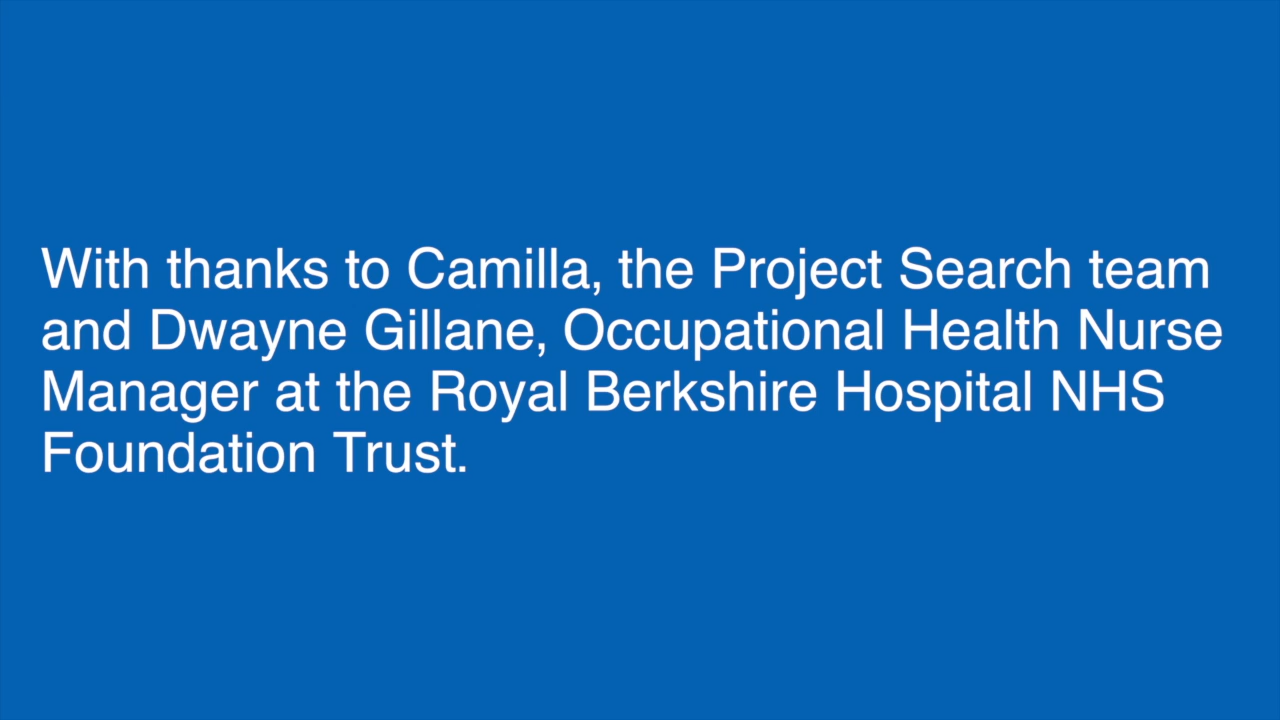 With thanks to Camilla, the Project Search team
and Dwayne Gillane, Occupational Health Nurse
Manager at the Royal Berkshire Hospital NHS
Foundation Trust.